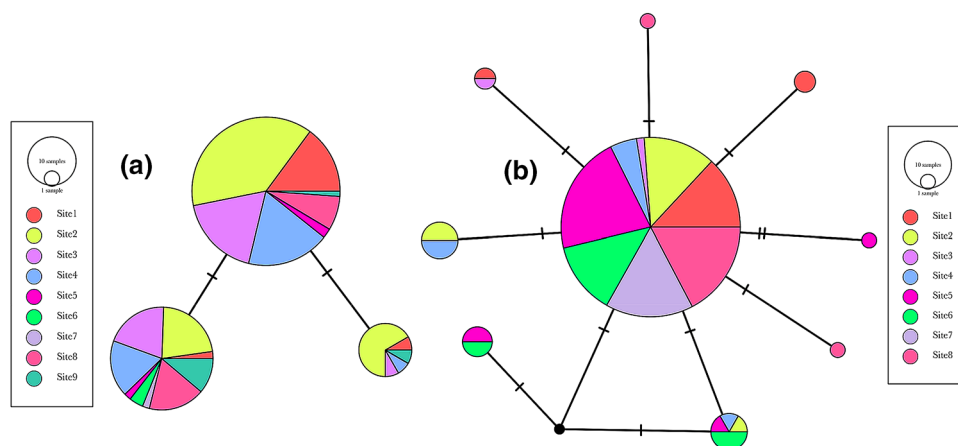 10 samples
1 sample
Site1
Site2
Site3
Site4
Site5
Site6
Site7
Site8
Site9
(a)
(b)
10 samples
1 sample
Site1
Site2
Site3
Site4
Site5
Site6
Site7
Site8